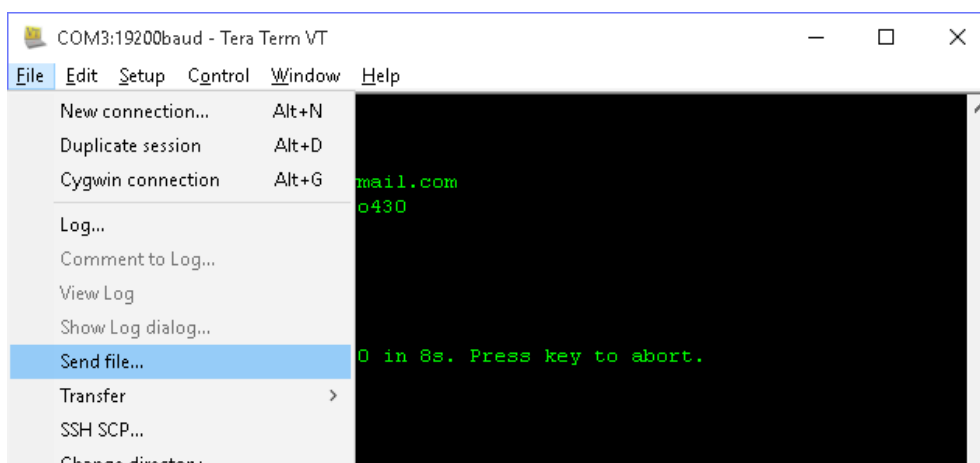 COM3:19200baud - Tera Term VT
File Edit Setup Control Window Help
New connection... Alt+N
Duplicate session Alt+D
Cygwin connection Alt+G
mail.com
o430
Log...
Comment to Log...
View Log
Show Log dialog...
Send file...
0 in 8s. Press key to abort.
Transfer >
SSH SCP...
Change directory